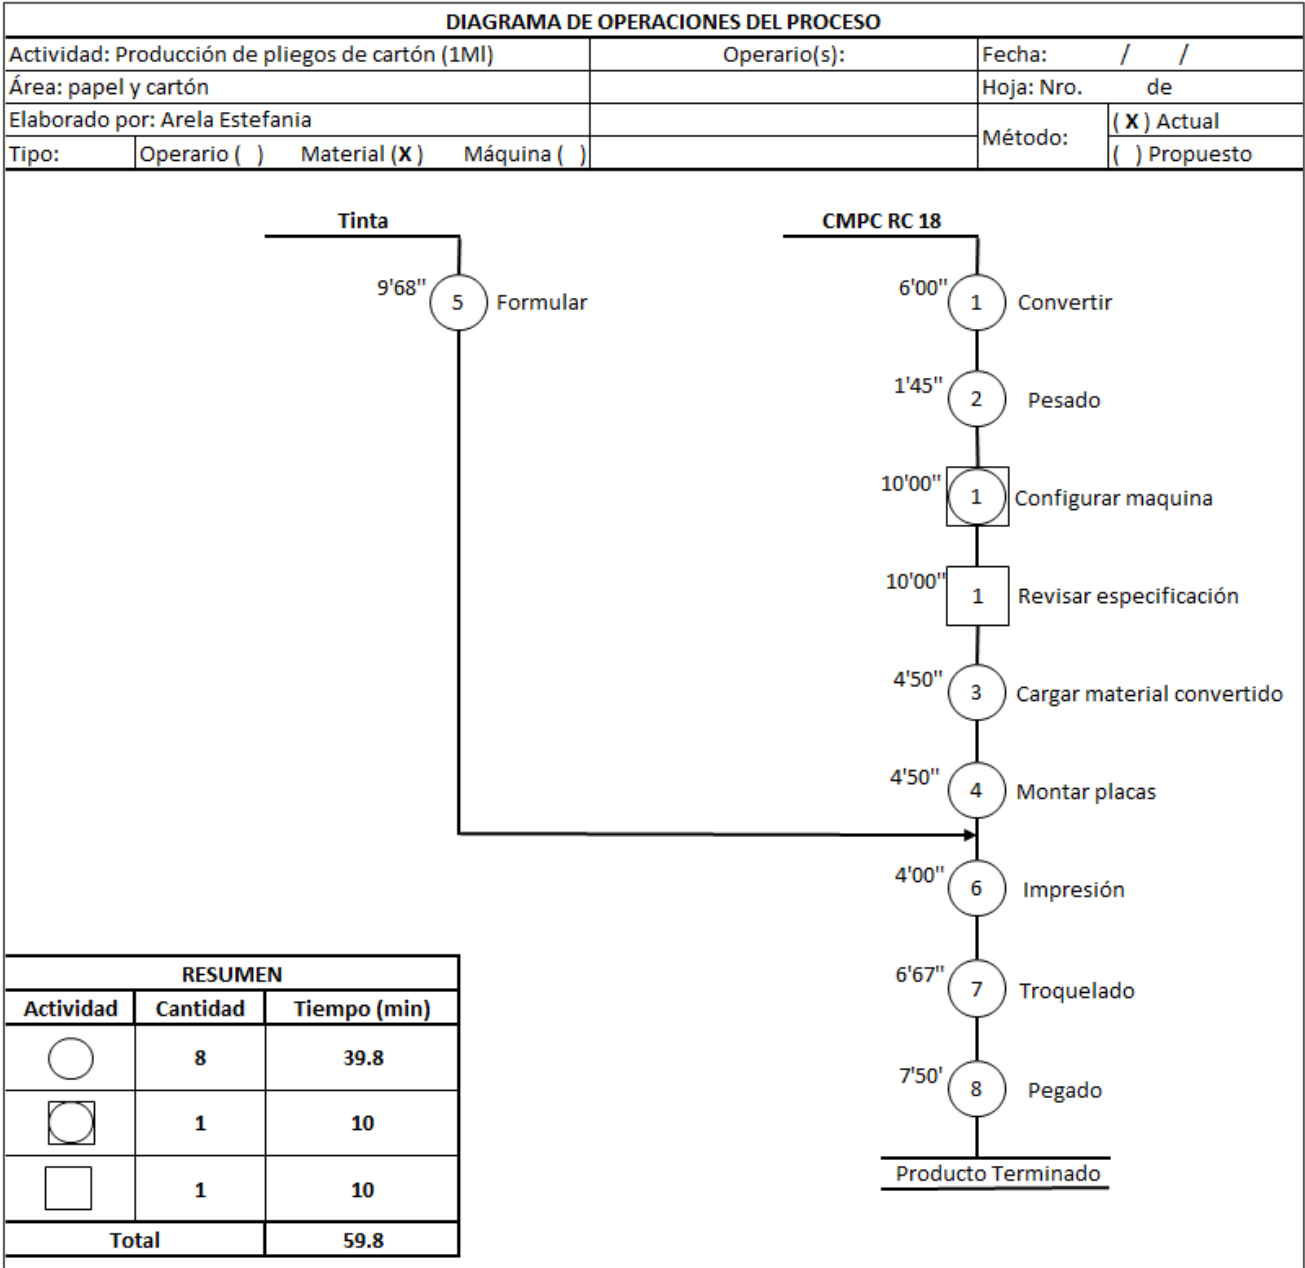 DIAGRAMA DE OPERACIONES DEL PROCESO
Actividad: Producción de pliegos de cartón (1Ml) Operario(s): Fecha: / /
Área: papel y cartón Hoja: Nro. de
Elaborado por: Arela Estefania Método: ( X ) Actual
Tipo: Operario ( ) Material (X ) Máquina ( ) ( ) Propuesto
Tinta CMPC RC 18
9'68'' 5 Formular 6'00'' 1 Convertir
1'45'' 2 Pesado
10'00'' 1 Configurar maquina
10'00'' 1 Revisar especificación
4'50'' 3 Cargar material convertido
4'50'' 4 Montar placas
4'00'' 6 Impresión
6'67'' 7 Troquelado
7'50' 8 Pegado
Producto Terminado
RESUMEN
Actividad Cantidad Tiempo (min)
8 39.8
1 10
1 10
Total 59.8